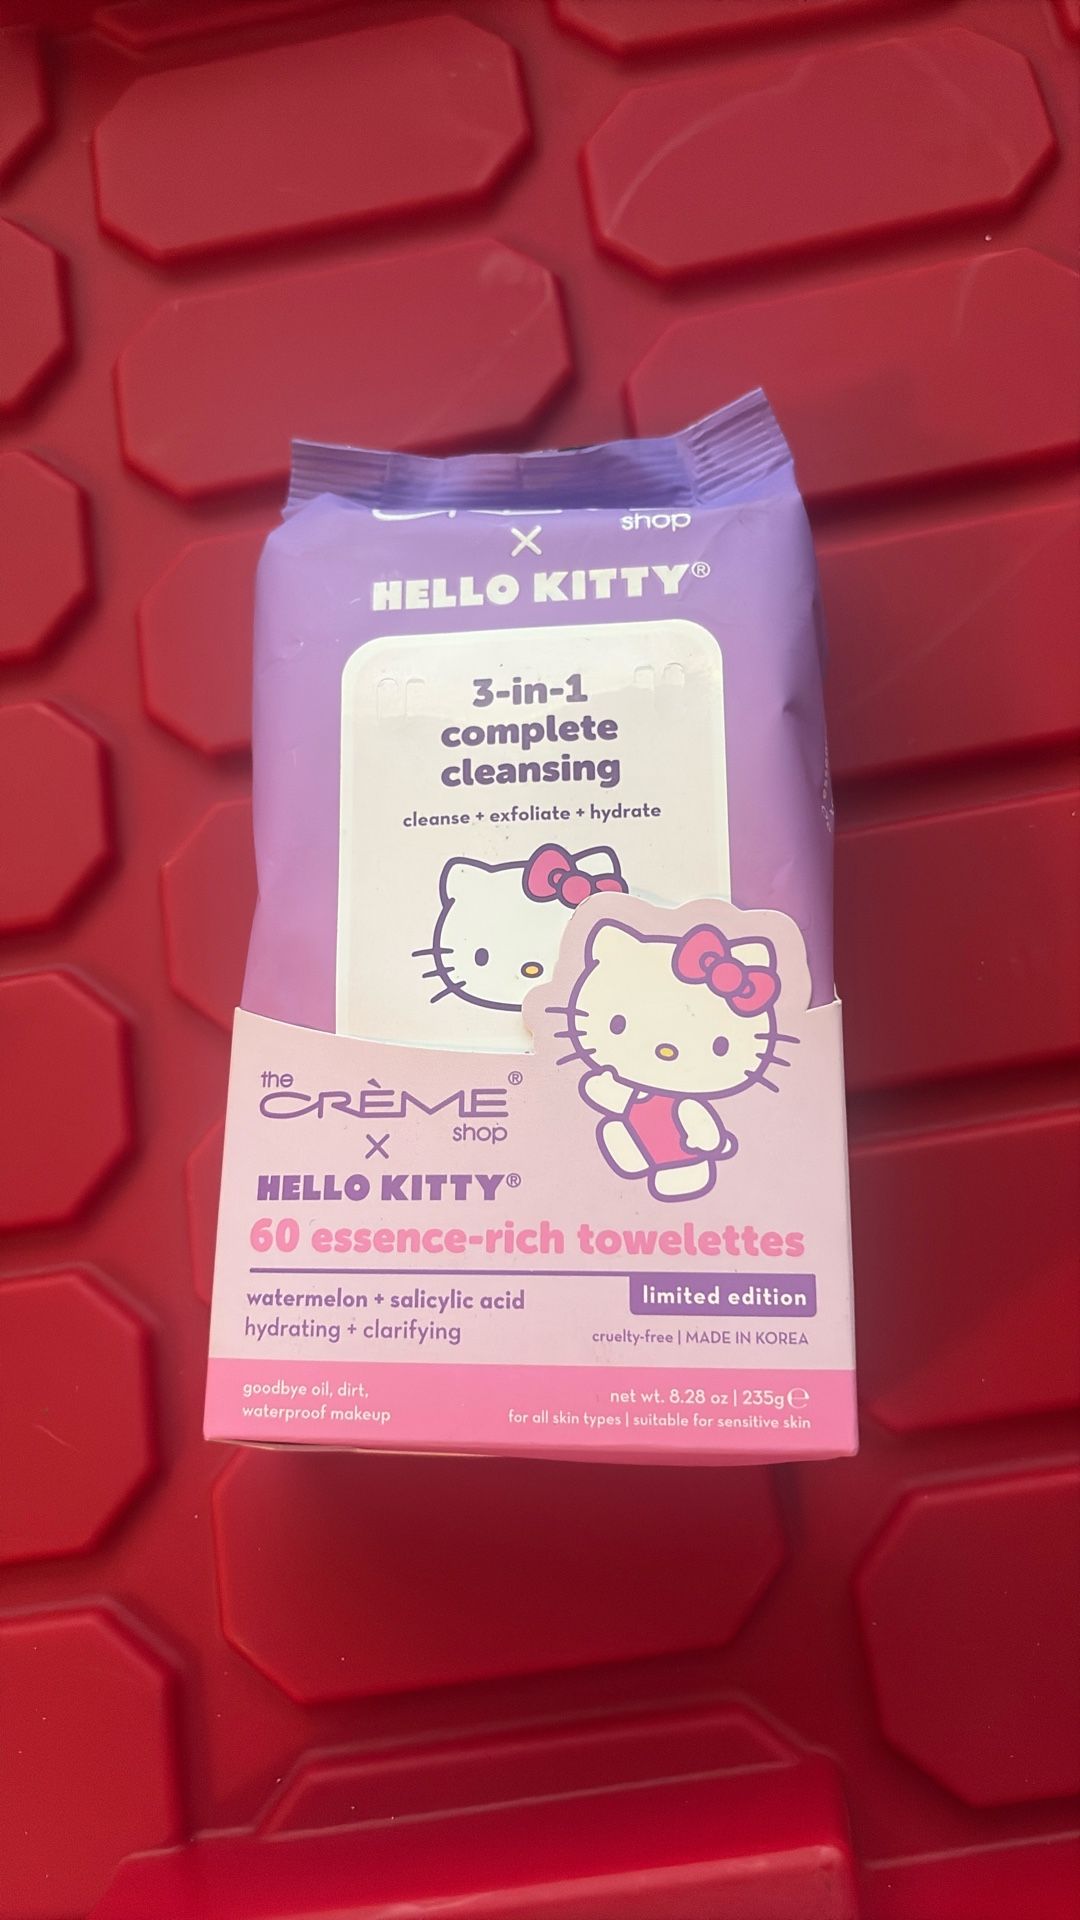 shop
X
HELLO KITTY®
3-in-1
complete
cleansing
cleanse + exfoliate + hydrate
the
CRÈME®
shop
X
HELLO KITTY®
60 essence-rich towelettes
watermelon + salicylic acid
hydrating + clarifying
limited edition
cruelty-free | MADE IN KOREA
goodbye oil, dirt,
waterproof makeup
net wt. 8.28 oz | 235g ℮
for all skin types | suitable for sensitive skin